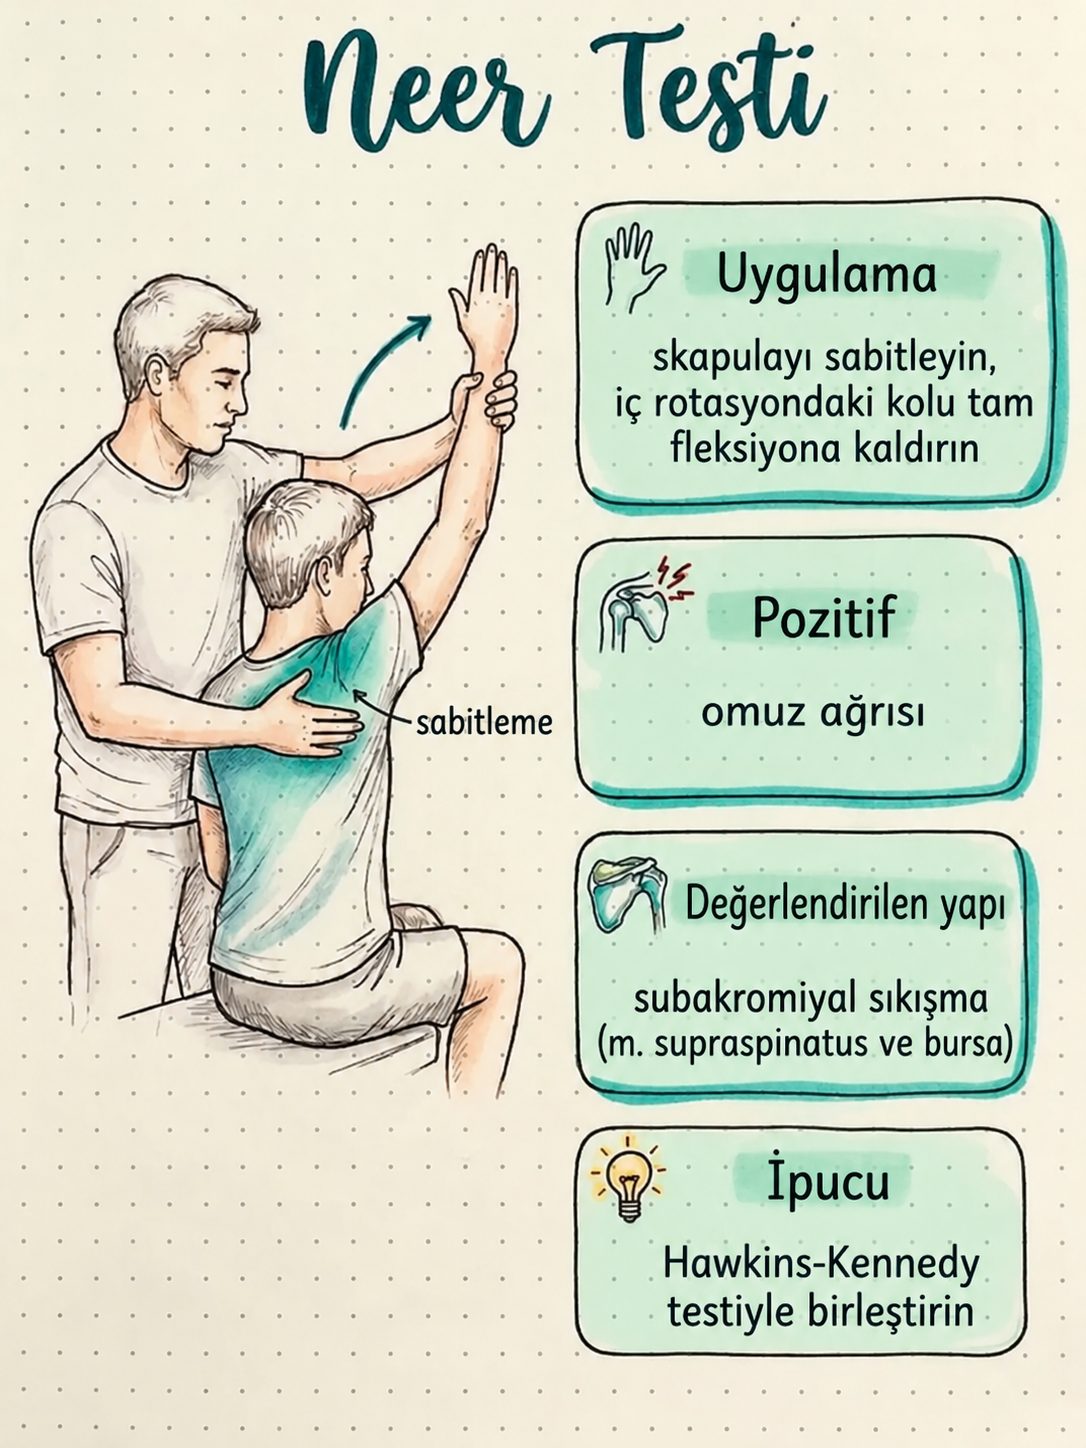 Neer Testi
Uygulama
skapulayı sabitleyin,
iç rotasyondaki kolu tam
fleksiyona kaldırın
Pozitif
omuz ağrısı
sabitleme
Değerlendirilen yapı
subakromiyal sıkışma
(m. supraspinatus ve bursa)
İpucu
Hawkins-Kennedy
testiyle birleştirin